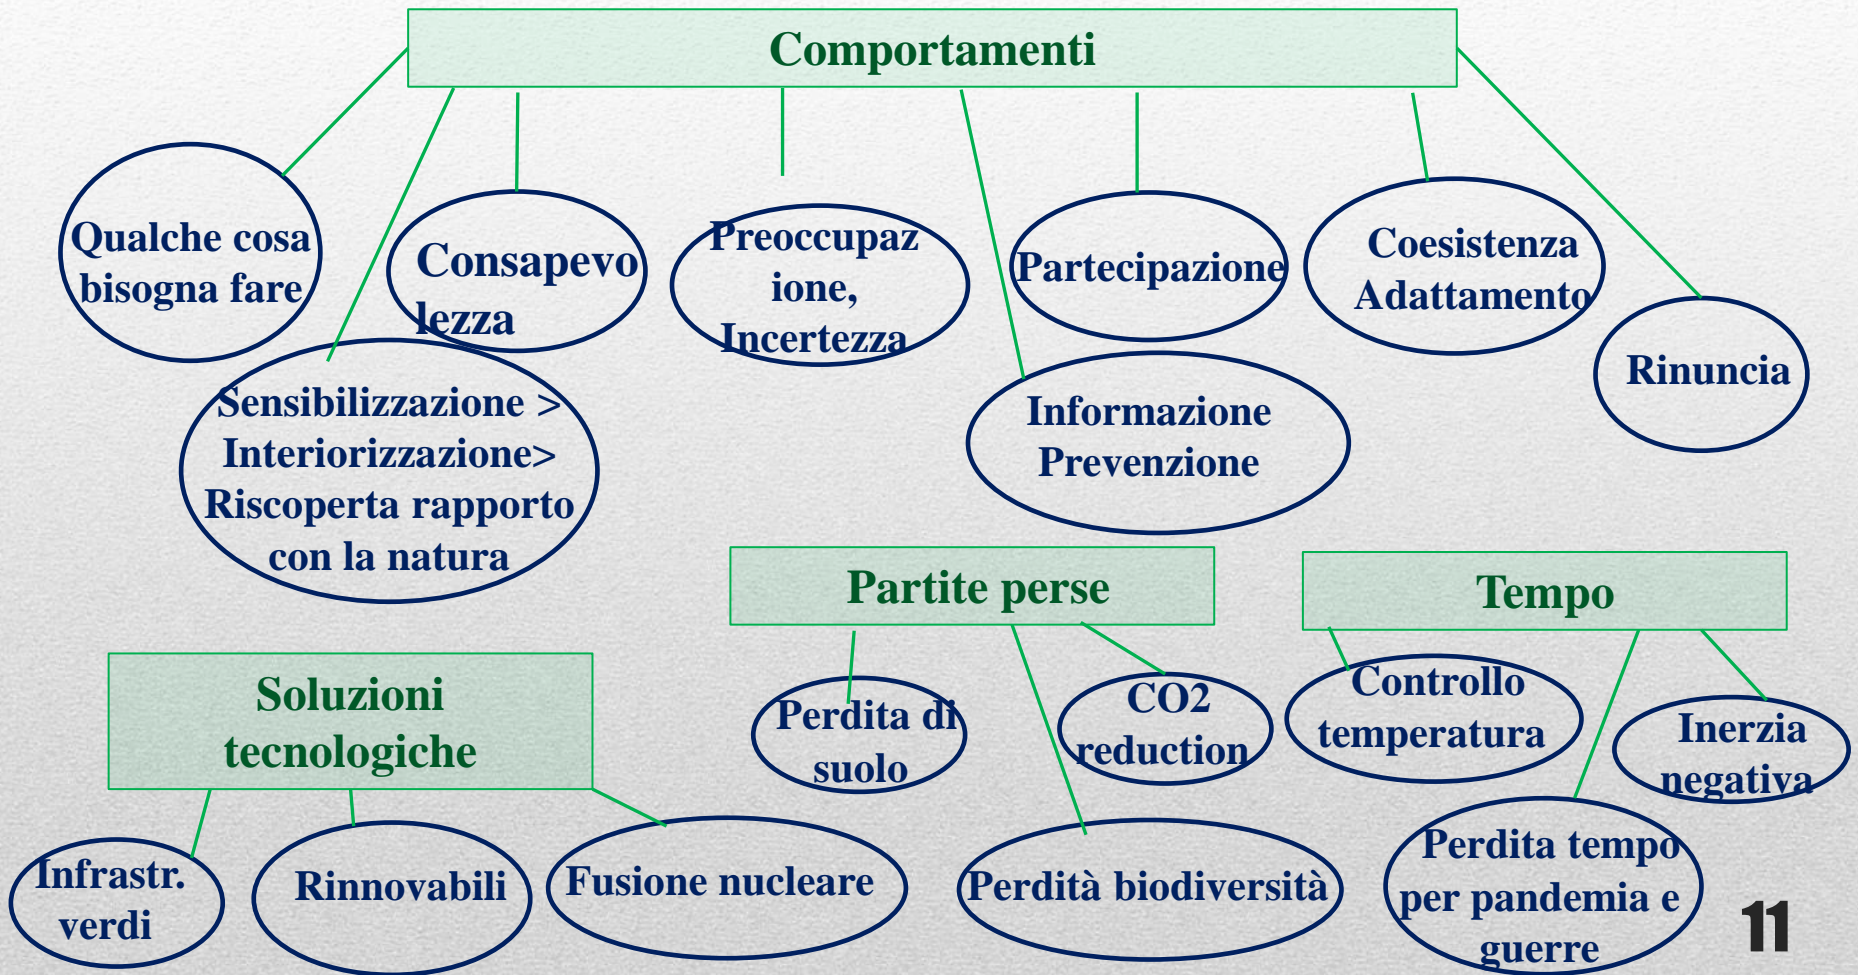 Comportamenti
Qualche cosa
bisogna fare
Consapevo
lezza
Preoccupaz
ione,
Incertezza
Partecipazione
Coesistenza
Adattamento
Rinuncia
Sensibilizzazione >
Interiorizzazione>
Riscoperta rapporto
con la natura
Informazione
Prevenzione
Partite perse
Tempo
Soluzioni
tecnologiche
Perdita di
suolo
CO2
reduction
Controllo
temperatura
Inerzia
negativa
Infrastr.
verdi
Rinnovabili
Fusione nucleare
Perdità biodiversità
Perdita tempo
per pandemia e
guerre
11